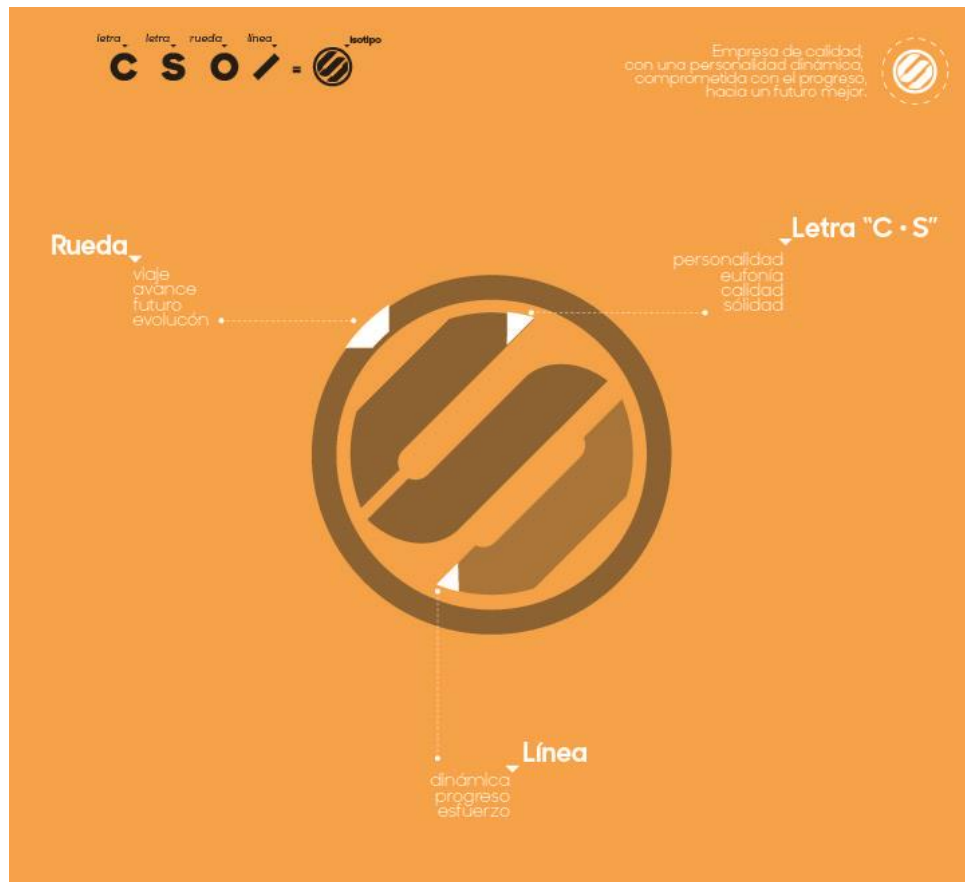 letra letra rueda línea isotipo
C S O / =
Empresa de calidad,
con una personalidad dinámica,
comprometida con el progreso,
hacia un futuro mejor.
Rueda
viaje
avance
futuro
evolucón
Letra "C · S"
personalidad
eufonía
calidad
sólidad
Línea
dinámica
progreso
esfuerzo